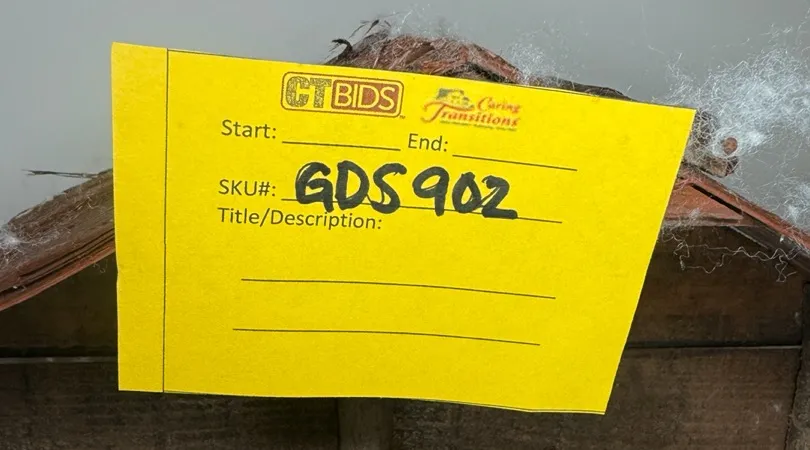 CTBIDS
Caring
Transitions
Start: End:
SKU#: GDS902
Title/Description: